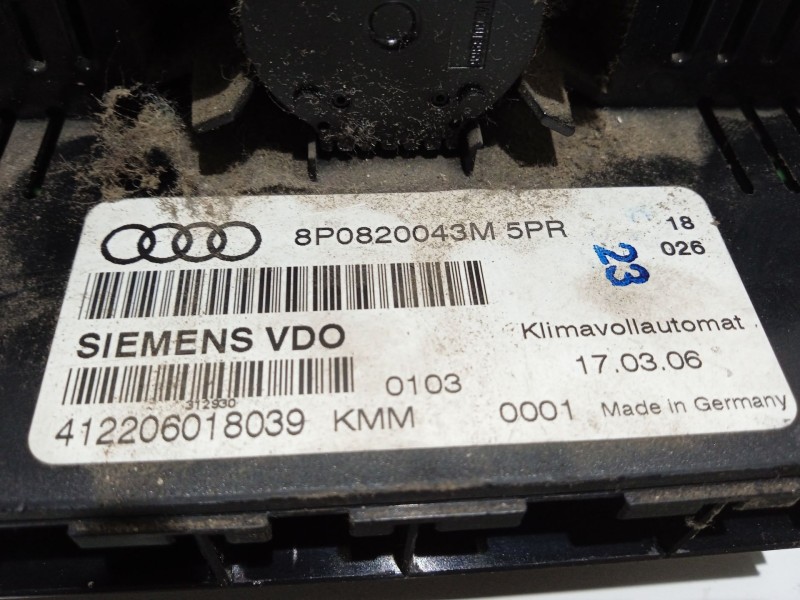 8P0820043M 5PR
18
026
23
SIEMENS VDO
Klimavollautomat
17.03.06
312930
0103
412206018039 KMM 0001 Made in Germany